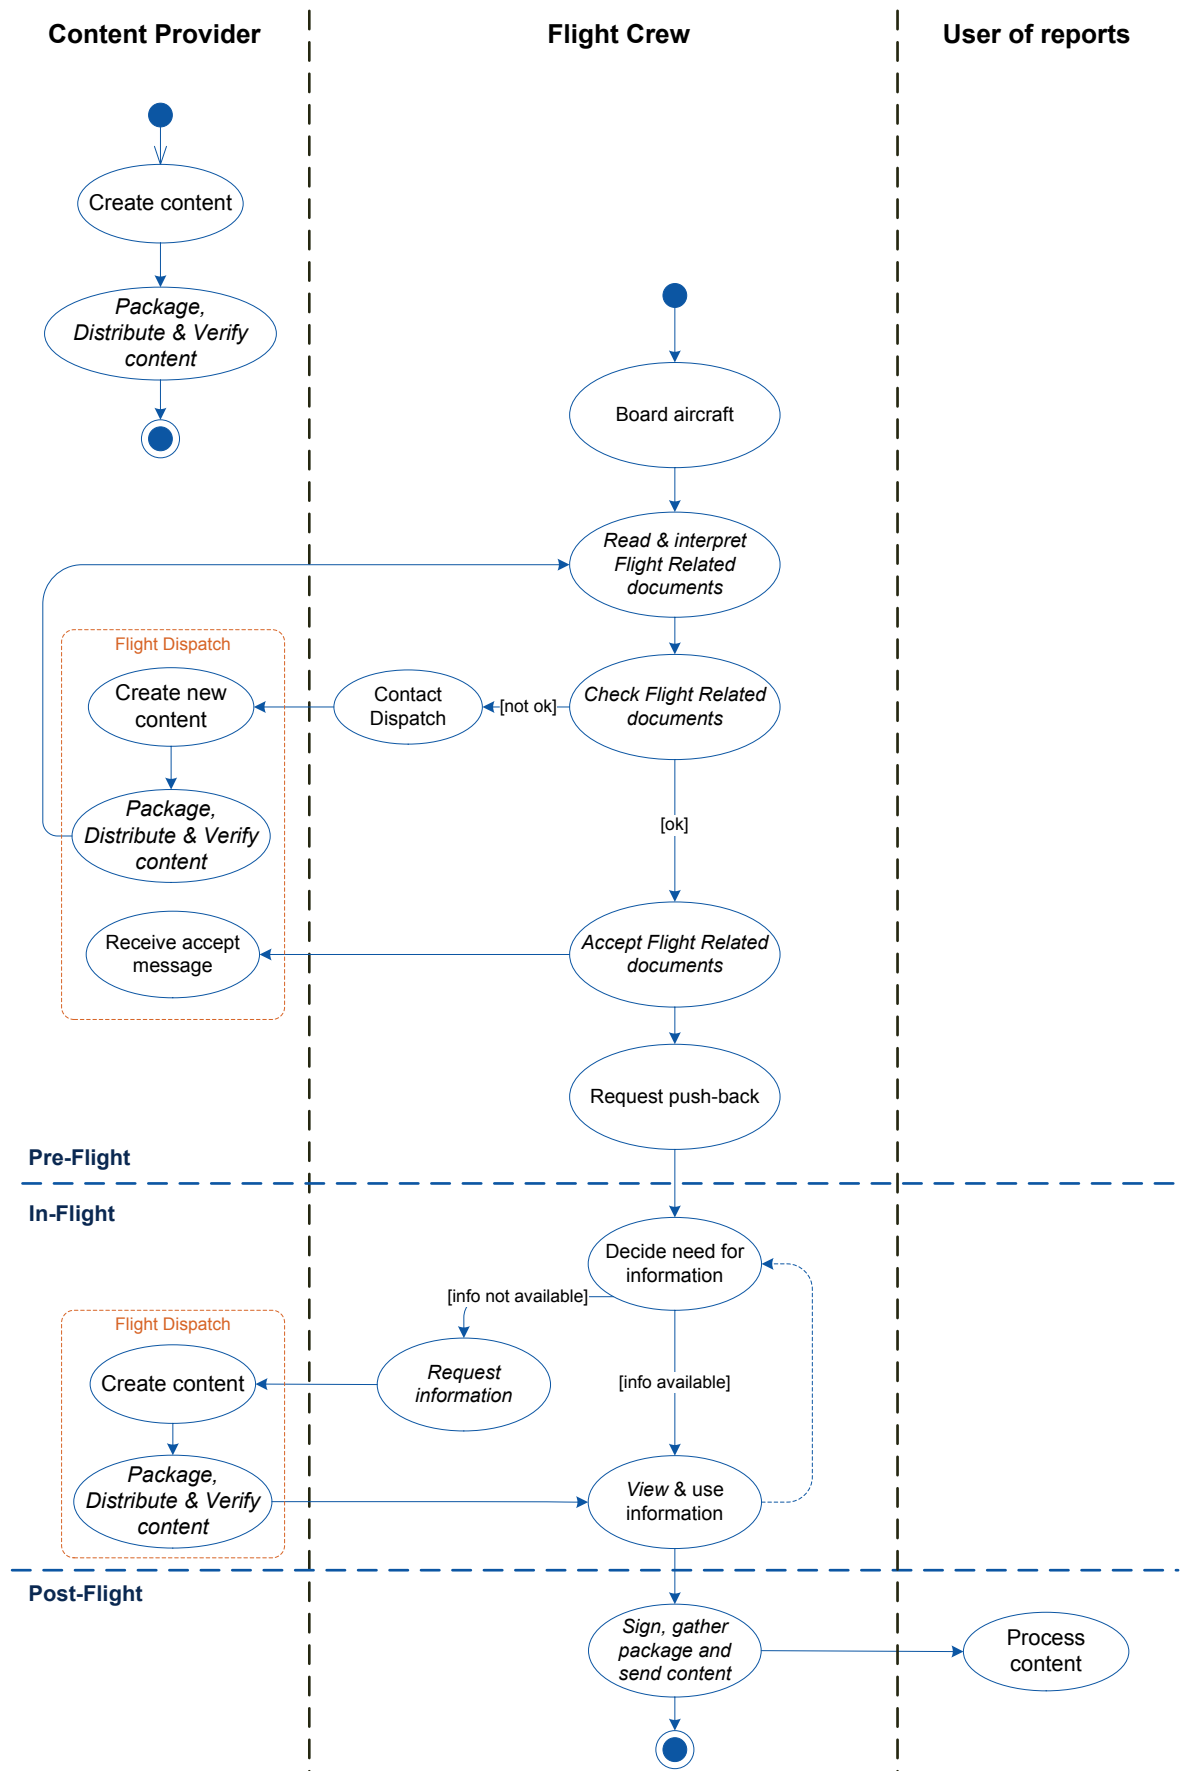 Content Provider
Flight Crew
User of reports
Create content
Package,
Distribute & Verify
content
Board aircraft
Read & interpret
Flight Related
documents
Flight Dispatch
Create new
content
Contact
Dispatch
[not ok]
Check Flight Related
documents
Package,
Distribute & Verify
content
[ok]
Receive accept
message
Accept Flight Related
documents
Request push-back
Pre-Flight
In-Flight
Decide need for
information
[info not available]
Flight Dispatch
Create content
Request
information
[info available]
Package,
Distribute & Verify
content
View & use
information
Post-Flight
Sign, gather
package and
send content
Process
content